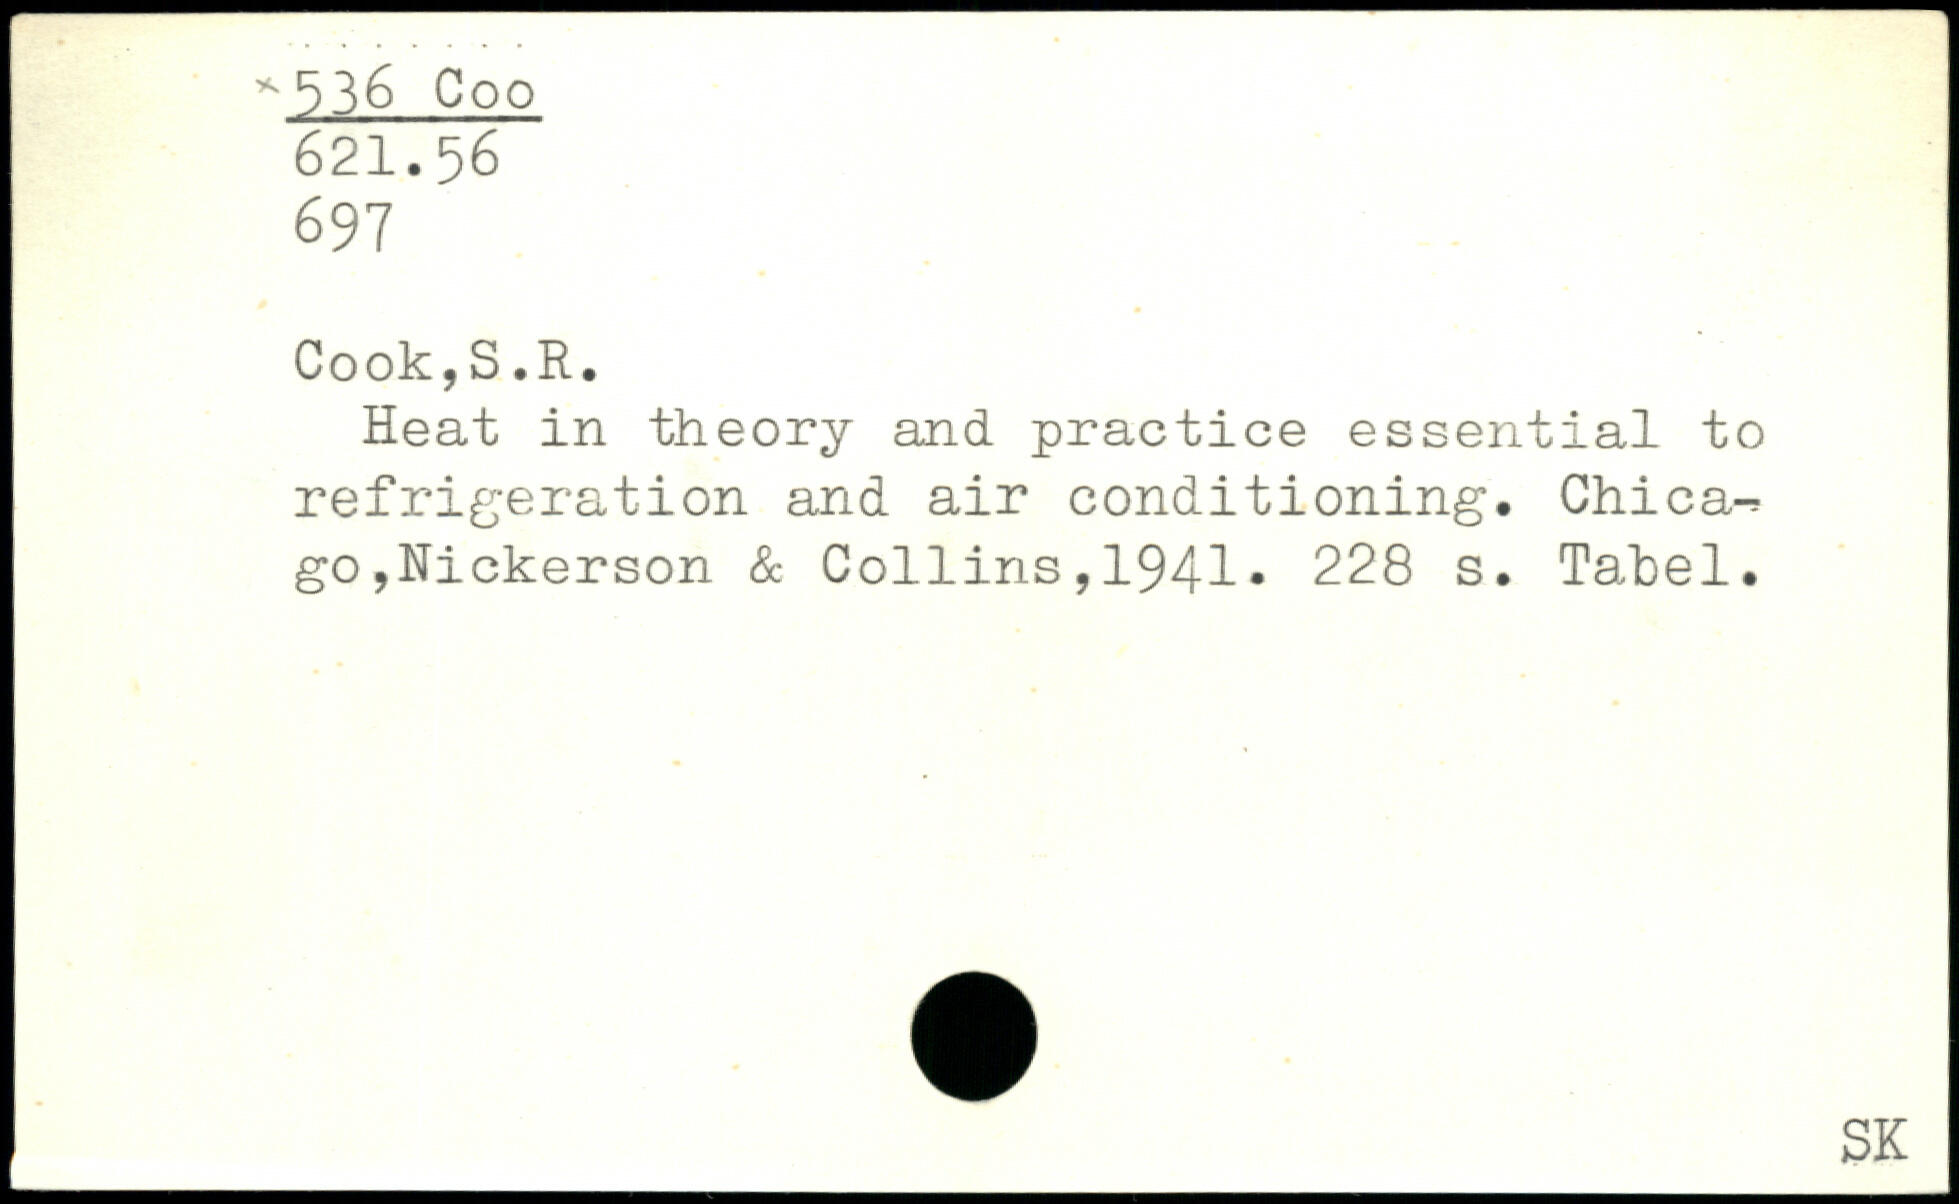 ×536 Coo
621.56
697
Cook,S.R.
Heat in theory and practice essential to
refrigeration and air conditioning. Chica-
go,Nickerson & Collins,1941. 228 s. Tabel.
SK